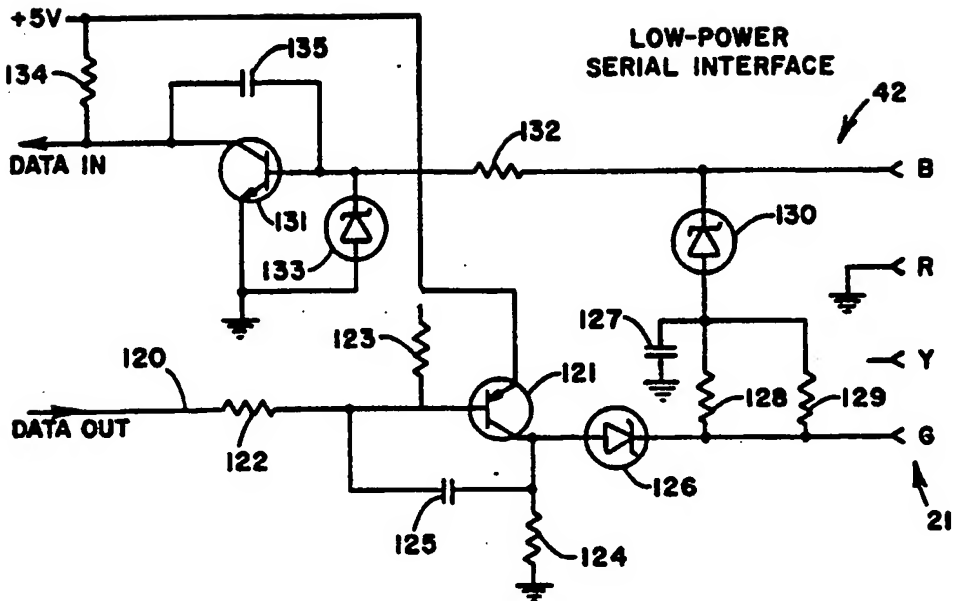 +5V
135
LOW-POWER
SERIAL INTERFACE
134
42
132
DATA IN
B
131
130
133
R
127
123
121
120
Y
128
129
DATA OUT
122
G
126
125
124
21